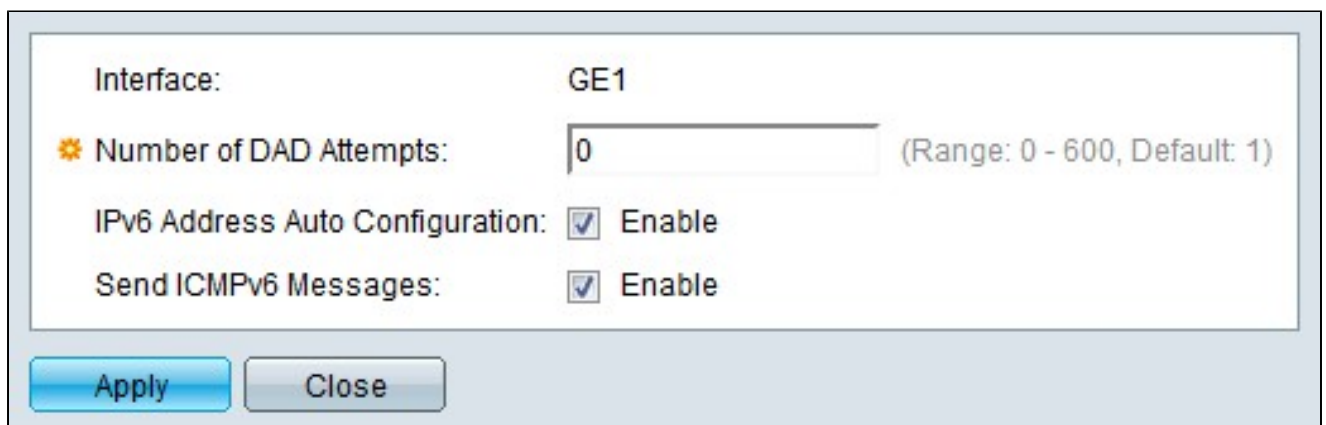 Interface: GE1
Number of DAD Attempts: 0 (Range: 0 - 600, Default: 1)
IPv6 Address Auto Configuration: Enable
Send ICMPv6 Messages: Enable
Apply Close